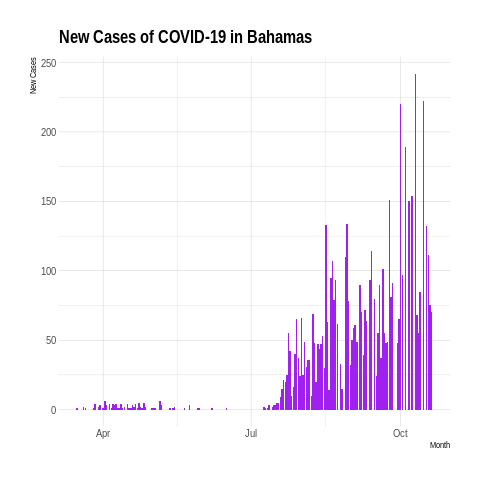 New Cases of COVID-19 in Bahamas
New Cases
250
200
150
100
50
0
Apr
Jul
Oct
Month